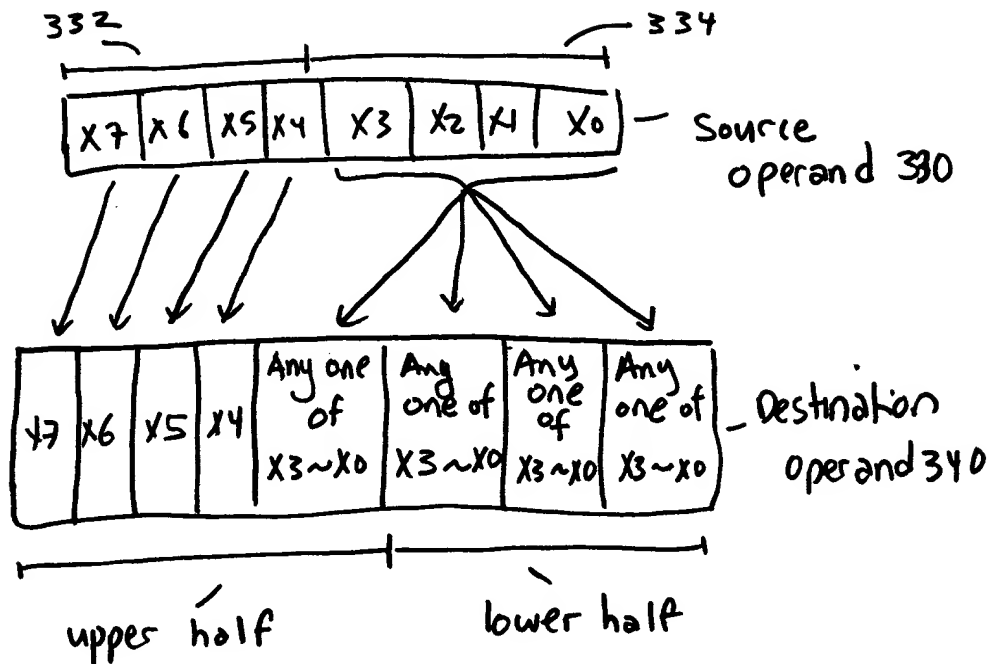 332
334
X7 X6 X5 X4 X3 X2 X1 X0
Source
operand 330
X7 X6 X5 X4 Any one of X3~X0 Any one of X3~X0 Any one of X3~X0 Any one of X3~X0
Destination
operand 340
upper half
lower half